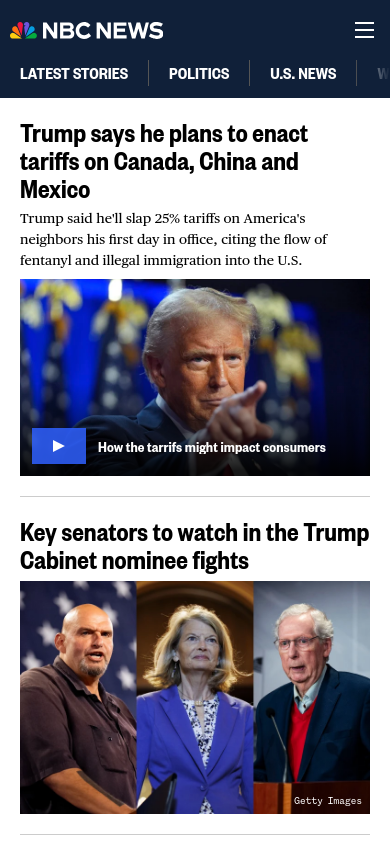 NBC NEWS
LATEST STORIES
POLITICS
U.S. NEWS
Trump says he plans to enact
tariffs on Canada, China and
Mexico
Trump said he'll slap 25% tariffs on America's
neighbors his first day in office, citing the flow of
fentanyl and illegal immigration into the U.S.
How the tarrifs might impact consumers
Key senators to watch in the Trump
Cabinet nominee fights
Getty Images